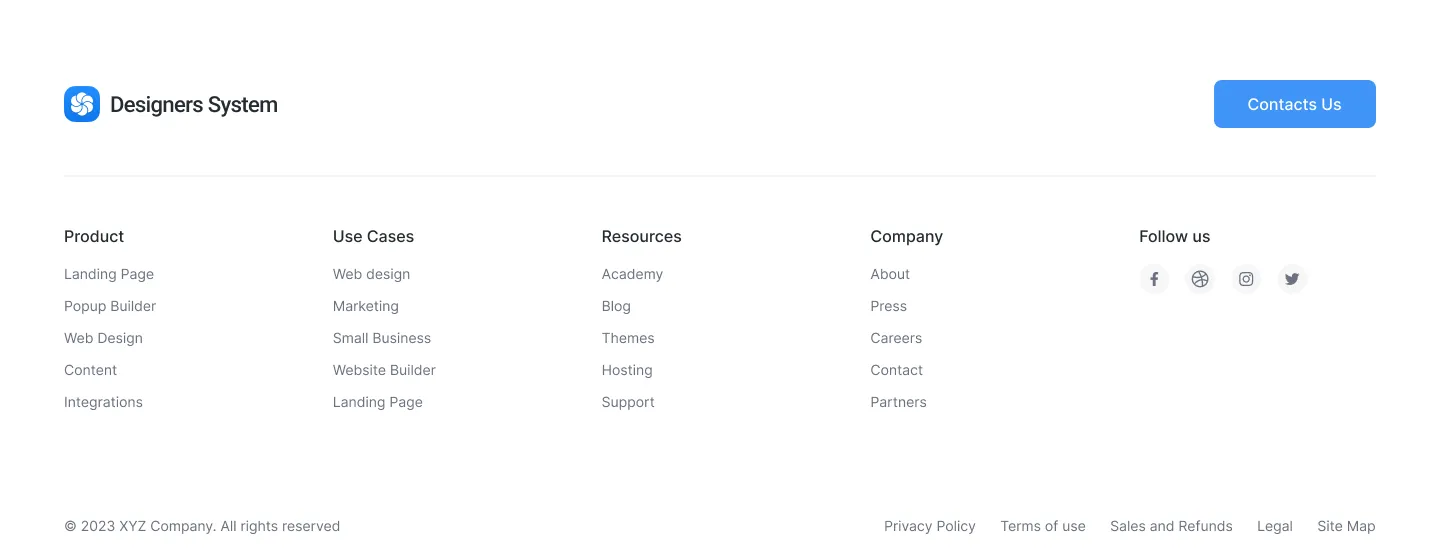 Designers System
Contacts Us
Product
Landing Page
Popup Builder
Web Design
Content
Integrations
Use Cases
Web design
Marketing
Small Business
Website Builder
Landing Page
Resources
Academy
Blog
Themes
Hosting
Support
Company
About
Press
Careers
Contact
Partners
Follow us
© 2023 XYZ Company. All rights reserved
Privacy Policy
Terms of use
Sales and Refunds
Legal
Site Map